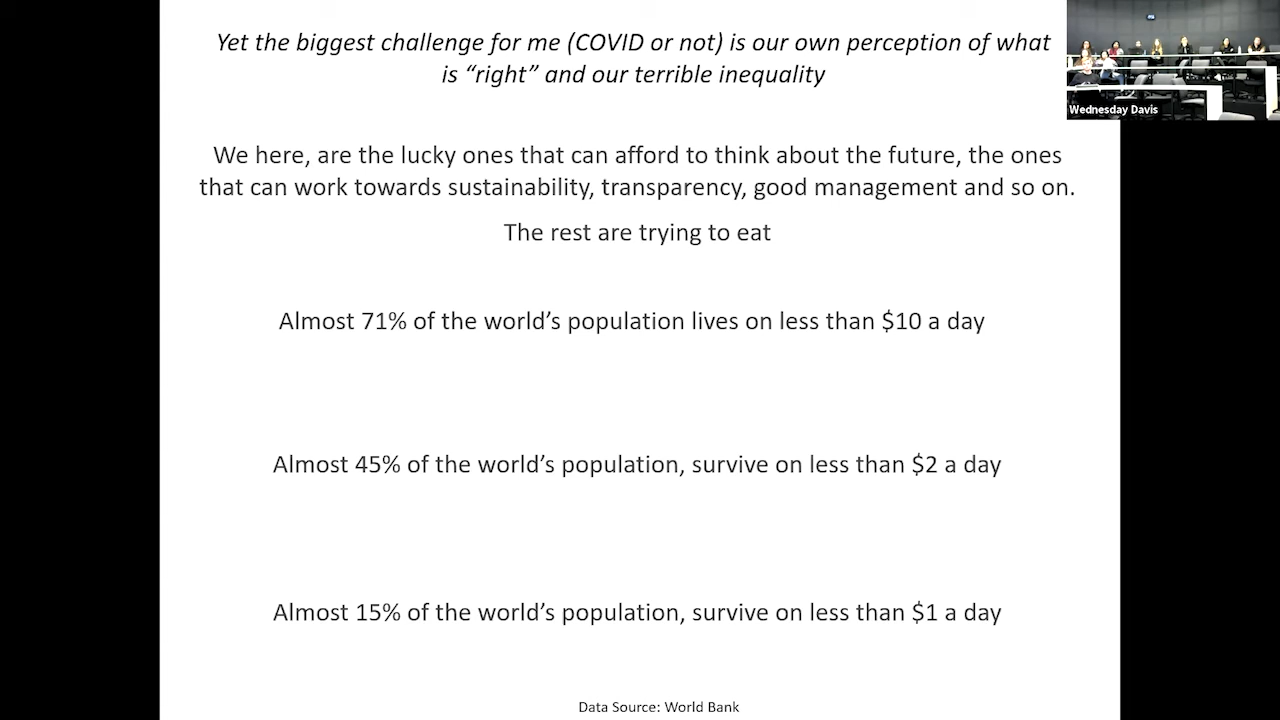 Yet the biggest challenge for me (COVID or not) is our own perception of what
is “right” and our terrible inequality
Wednesday Davis
We here, are the lucky ones that can afford to think about the future, the ones
that can work towards sustainability, transparency, good management and so on.
The rest are trying to eat
Almost 71% of the world’s population lives on less than $10 a day
Almost 45% of the world’s population, survive on less than $2 a day
Almost 15% of the world’s population, survive on less than $1 a day
Data Source: World Bank